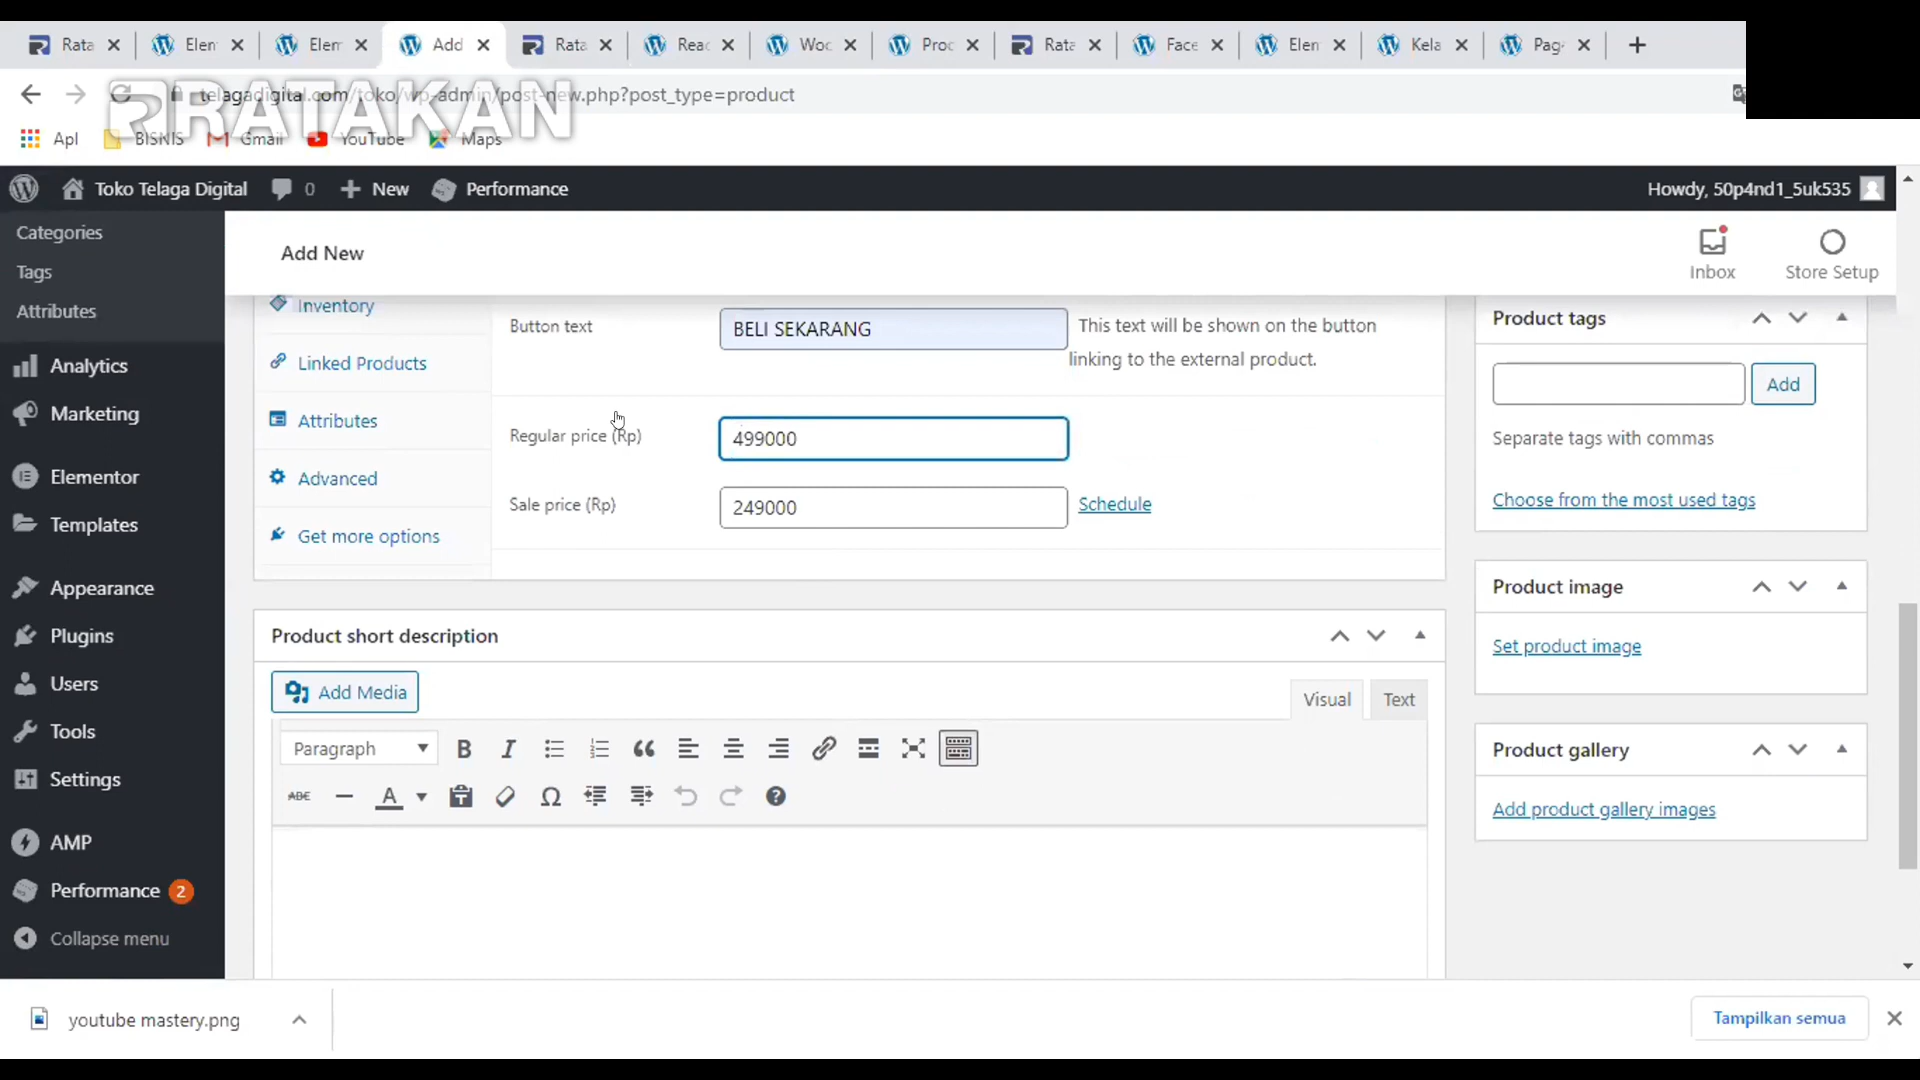 Rata
Elen
Elem
Add
Rata
Reac
Woc
Proc
Rata
Face
Elen
Kela
Pag
telagadigital.com/toko/wp-admin/post-new.php?post_type=product
RATAKAN
Apl
BISNIS
Gmail
YouTube
Maps
Toko Telaga Digital
0
New
Performance
Howdy, 50p4nd1_5uk535
Categories
Tags
Attributes
Analytics
Marketing
Elementor
Templates
Appearance
Plugins
Users
Tools
Settings
AMP
Performance 2
Collapse menu
Add New
Inbox
Store Setup
Inventory
Linked Products
Attributes
Advanced
Get more options
Button text
BELI SEKARANG
This text will be shown on the button
linking to the external product.
Regular price (Rp)
499000
Sale price (Rp)
249000
Schedule
Product short description
Add Media
Visual
Text
Paragraph
B
I
ABC
A
Ω
Product tags
Add
Separate tags with commas
Choose from the most used tags
Product image
Set product image
Product gallery
Add product gallery images
youtube mastery.png
Tampilkan semua